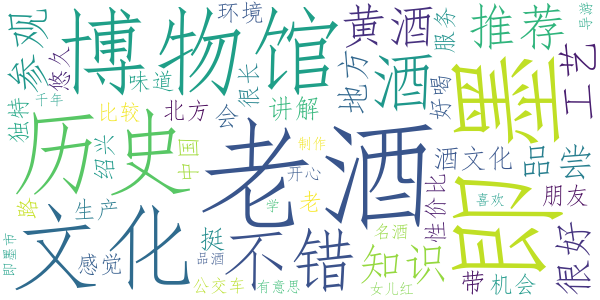 参观
悠久
博物馆
环境
味道
很长
黄酒
服务
推荐
导游
独特
千年
比较
北方
会
讲解
地方
酒
好喝
墨
工艺
历史
绍兴
中国
制作
老酒
酒文化
品尝
路
生产
开心
学
老
性价比
喜欢
朋友
即
即墨市
文化
感觉
挺
品酒
不错
名酒
知识
带
机会
很好
公交车
有意思
女儿红